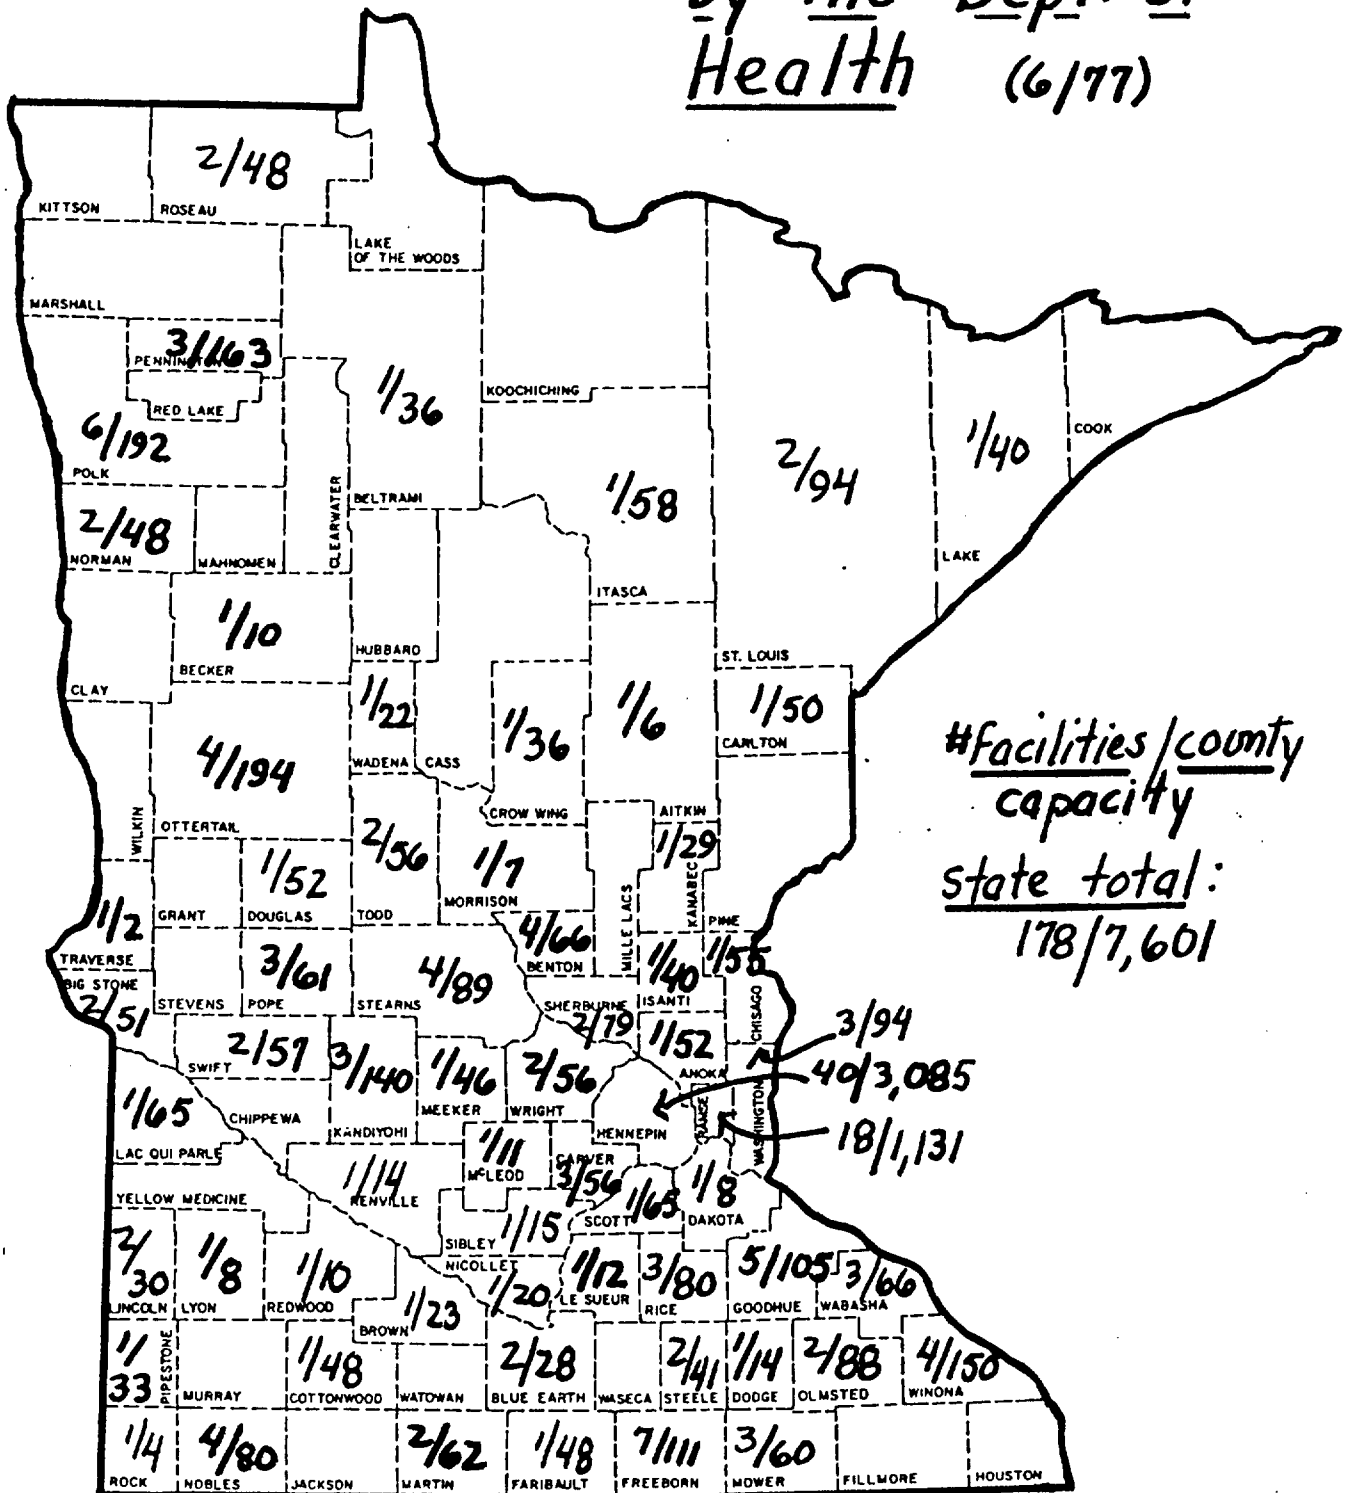 by the Dept. of
Health (6/77)
2/48
KITTSON
ROSEAU
LAKE
OF THE WOODS
MARSHALL
3/163
PENNINGTON
RED LAKE
1/36
KOOCHICHING
6/192
POLK
COOK
1/40
2/94
1/58
CLEARWATER
BELTRAMI
2/48
NORMAN
MAHNOMEN
LAKE
ITASCA
1/10
BECKER
HUBBARD
ST. LOUIS
CLAY
1/22
1/36
1/6
1/50
CARLTON
#facilities/county
capacity
state total:
178/7,601
4/194
WADENA
CASS
WILKIN
OTTERTAIL
CROW WING
AITKIN
2/56
1/7
1/29
1/52
KANABEC
MILLE LACS
GRANT
DOUGLAS
TODD
MORRISON
PINE
1/2
TRAVERSE
3/61
4/89
4/66
BENTON
1/40
1/55
BIG STONE
2/51
STEVENS
POPE
STEARNS
SHERBURNE
2/79
ISANTI
CHISAGO
3/94
2/57
SWIFT
3/140
1/46
MEEKER
2/56
WRIGHT
1/52
ANOKA
40/3,085
1/65
CHIPPEWA
KANDIYOHI
HENNEPIN
RAMSEY
WASHINGTON
18/1,131
LAC QUI PARLE
1/11
McLEOD
CARVER
3/56
1/14
RENVILLE
YELLOW MEDICINE
1/65
SCOTT
1/8
DAKOTA
1/15
SIBLEY
NICOLLET
2/
30
LINCOLN
1/8
LYON
1/10
REDWOOD
1/23
BROWN
1/20
1/12
LE SUEUR
3/80
RICE
5/105
GOODHUE
3/66
WABASHA
1/
33
PIPESTONE
MURRAY
1/48
COTTONWOOD
WATOWAN
2/28
BLUE EARTH
WASECA
2/41
STEELE
1/14
DODGE
2/88
OLMSTED
4/150
WINONA
1/4
ROCK
4/80
NOBLES
JACKSON
2/62
MARTIN
1/48
FARIBAULT
7/111
FREEBORN
3/60
MOWER
FILLMORE
HOUSTON